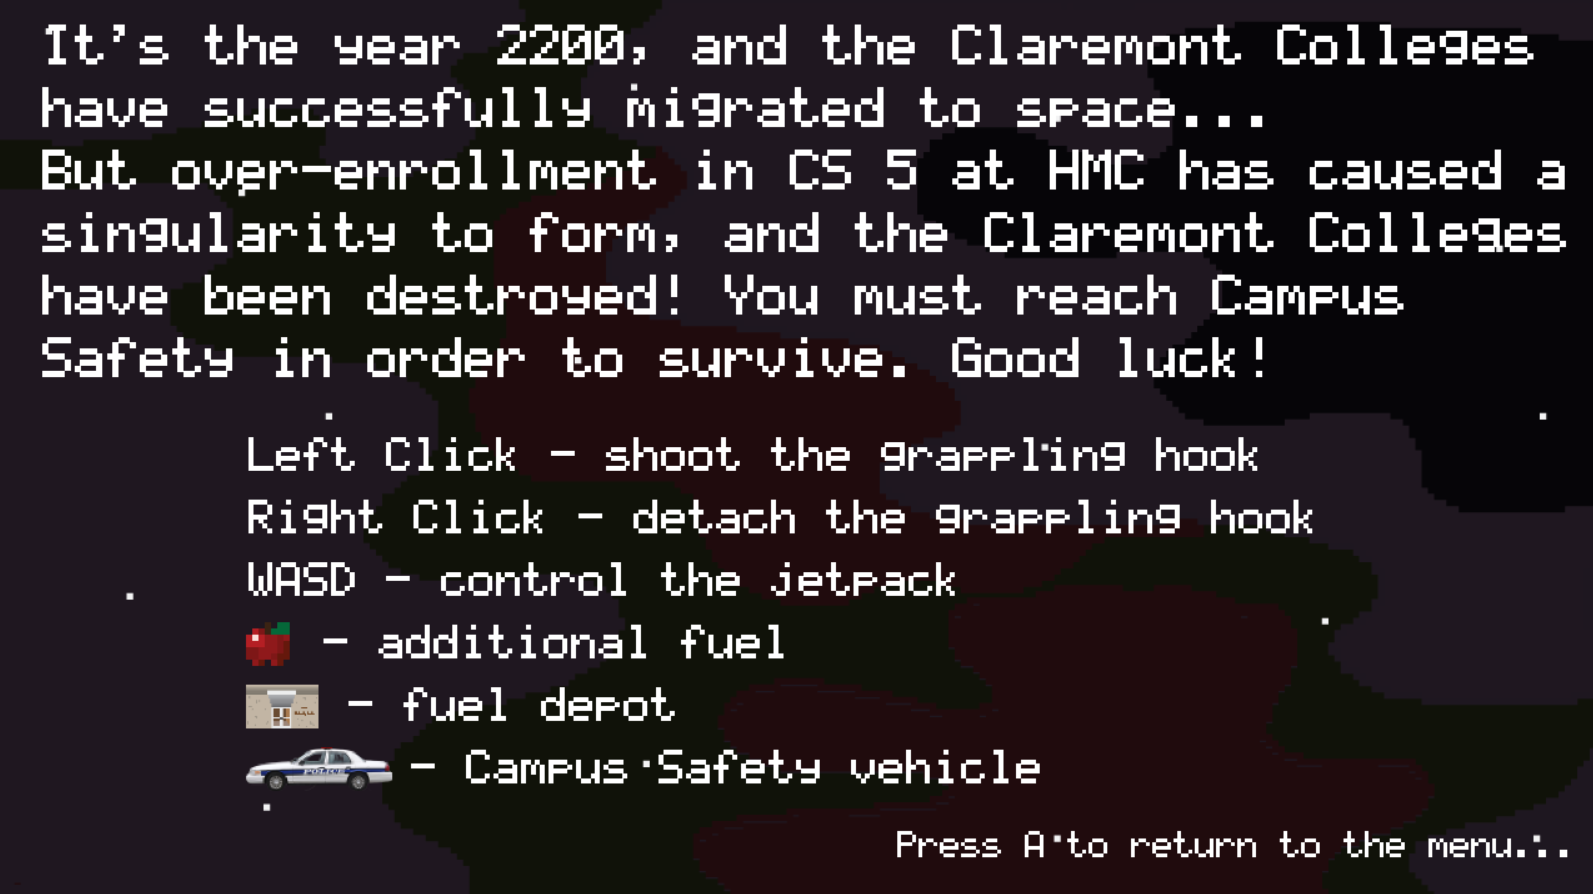 It's the year 2200, and the Claremont Colleges
have successfully migrated to space...
But over-enrollment in CS 5 at HMC has caused a
singularity to form, and the Claremont Colleges
have been destroyed! You must reach Campus
Safety in order to survive. Good luck!
Left Click - shoot the grappling hook
Right Click - detach the grappling hook
WASD - control the jetpack
- additional fuel
- fuel depot
POLICE - Campus Safety vehicle
Press A to return to the menu...